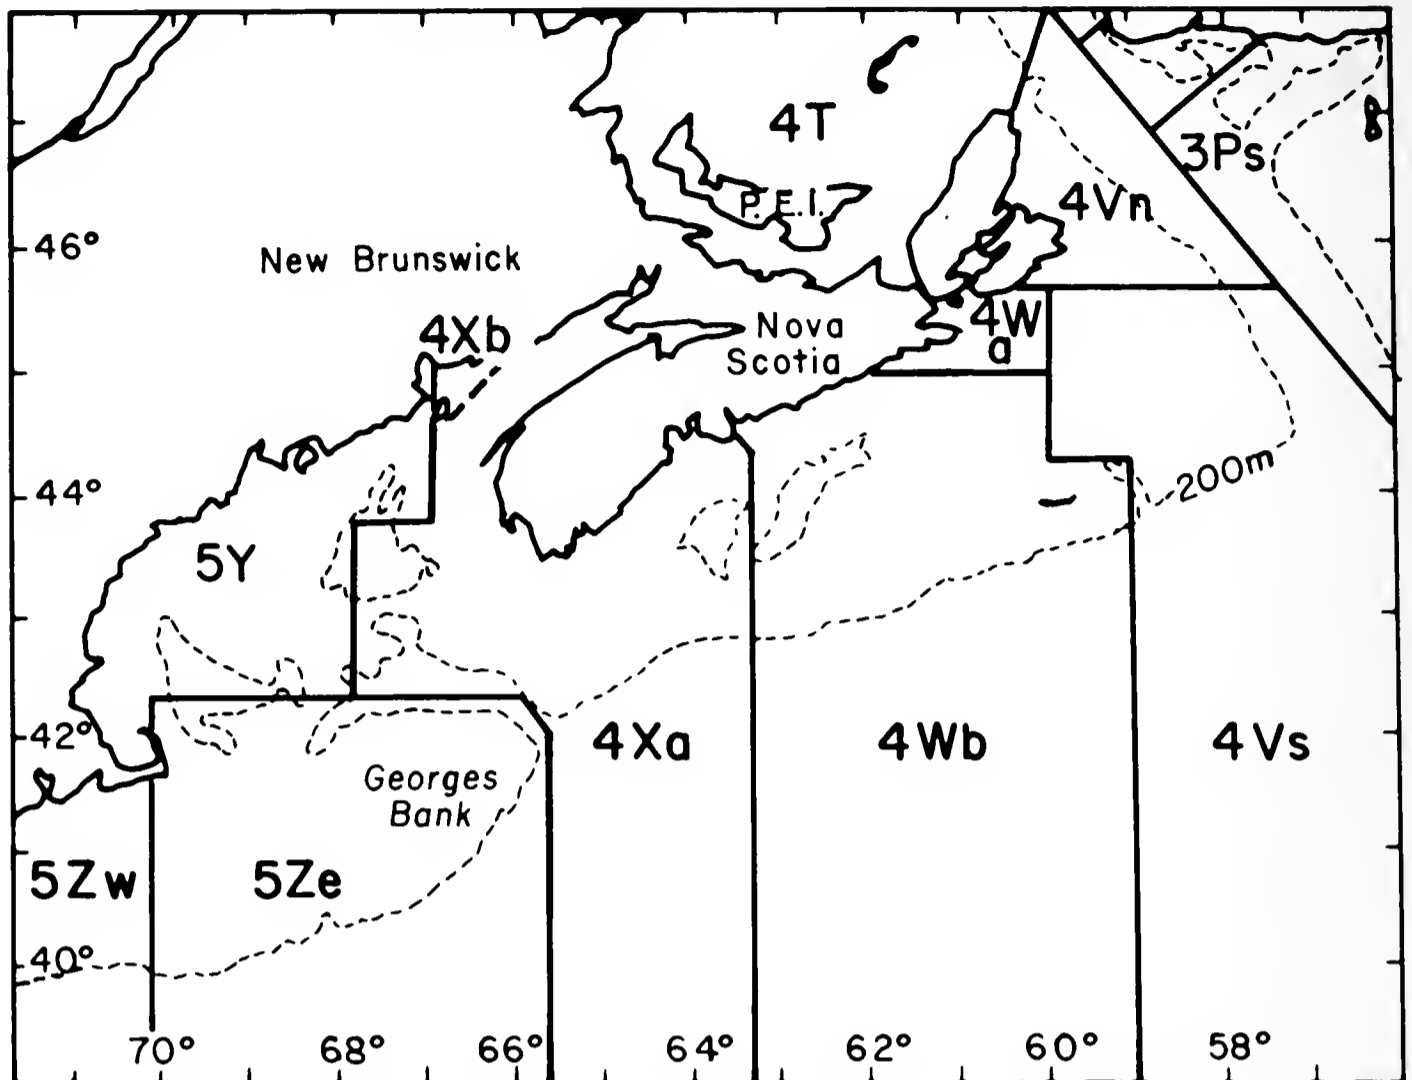 4T
3Ps
P.E.I.
4Vn
46°
New Brunswick
4Xb
Nova
Scotia
4W
a
44°
200m
5Y
42°
4Xa
4Wb
4Vs
Georges
Bank
5Zw
5Ze
40°
70°
68°
66°
64°
62°
60°
58°